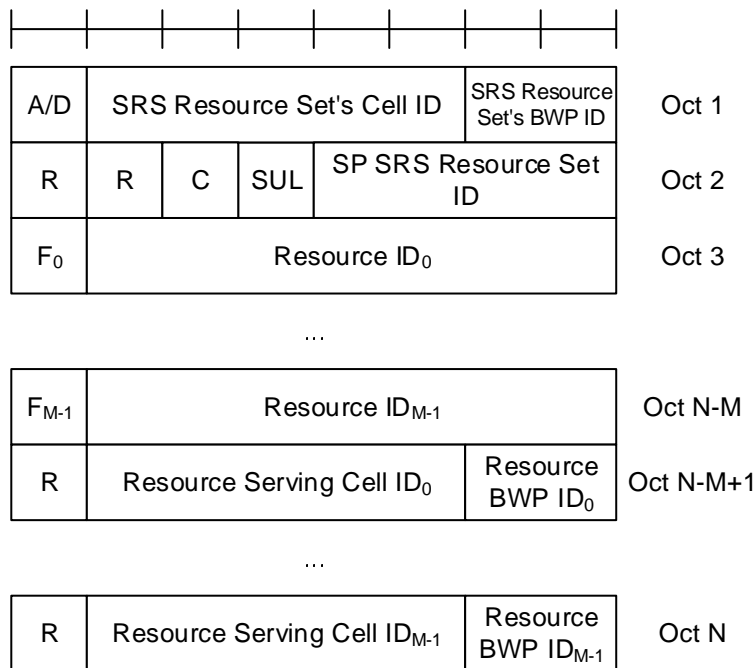 A/D SRS Resource Set's Cell ID SRS Resource Set's BWP ID Oct 1
R R C SUL SP SRS Resource Set ID Oct 2
F0 Resource ID0 Oct 3
...
FM-1 Resource IDM-1 Oct N-M
R Resource Serving Cell ID0 Resource BWP ID0 Oct N-M+1
...
R Resource Serving Cell IDM-1 Resource BWP IDM-1 Oct N